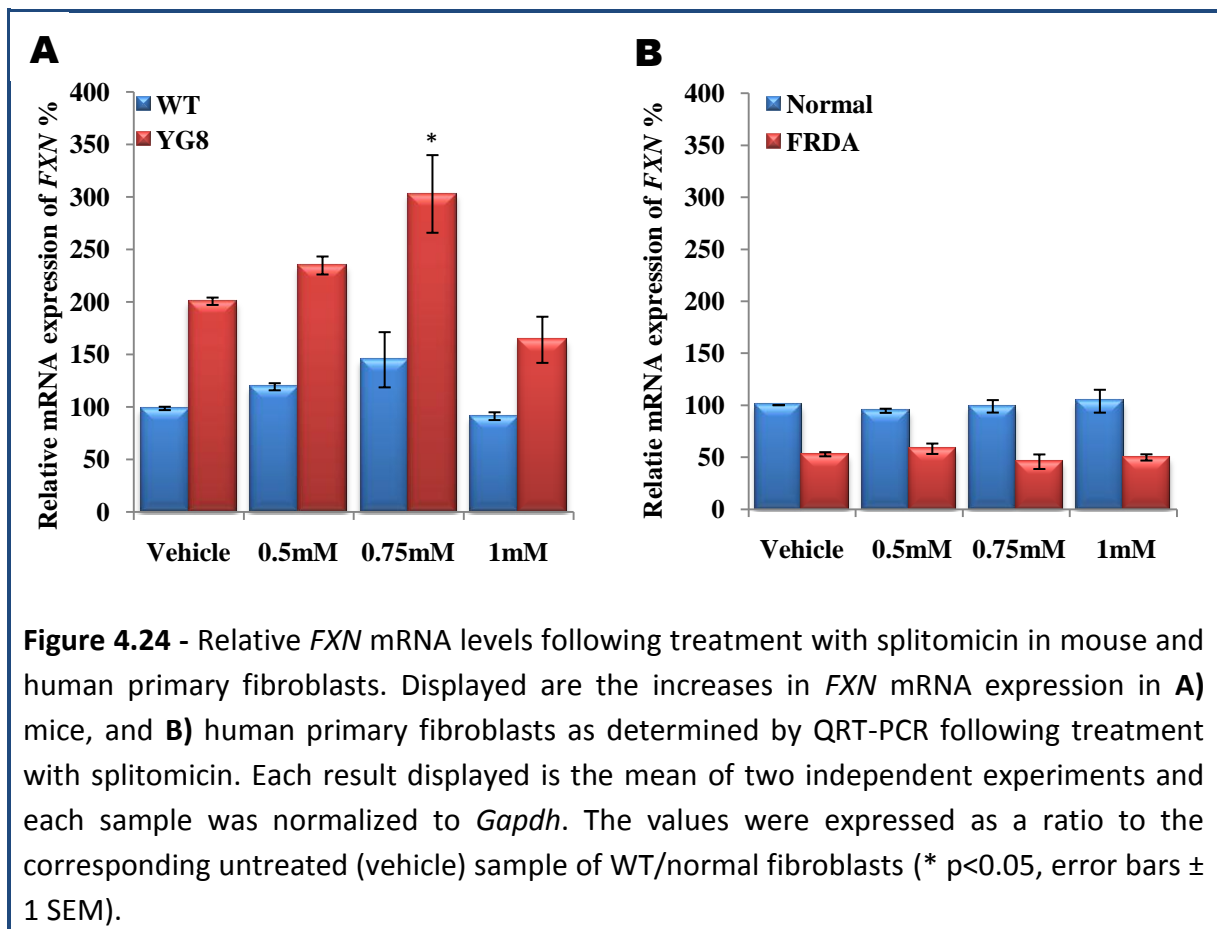 A
Relative mRNA expression of FXN %
400
350
300
250
200
150
100
50
0
WT
YG8
*
Vehicle 0.5mM 0.75mM 1mM
B
Relatie mRNA expression of FXN %
400
350
300
250
200
150
100
50
0
Normal
FRDA
Vehicle 0.5mM 0.75mM 1mM
Figure 4.24 - Relative FXN mRNA levels following treatment with splitomicin in mouse and
human primary fibroblasts. Displayed are the increases in FXN mRNA expression in A)
mice, and B) human primary fibroblasts as determined by QRT-PCR following treatment
with splitomicin. Each result displayed is the mean of two independent experiments and
each sample was normalized to Gapdh. The values were expressed as a ratio to the
corresponding untreated (vehicle) sample of WT/normal fibroblasts (* p<0.05, error bars ±
1 SEM).